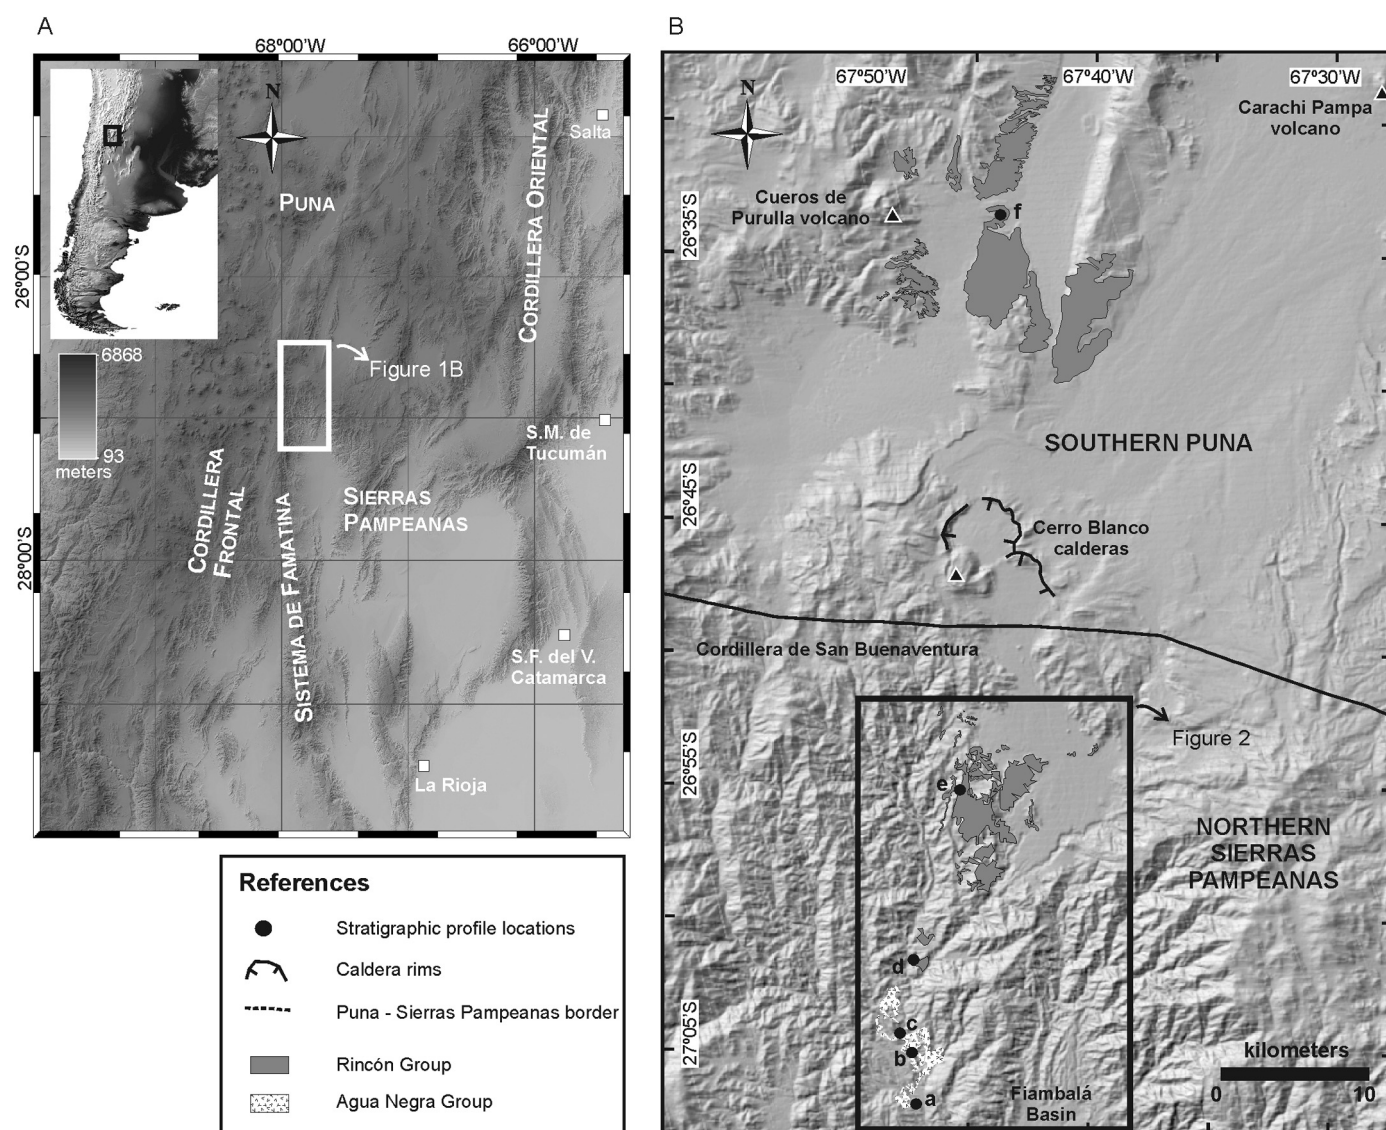 A
68°00'W
66°00'W
N
Salta
PUNA
CORDILLERA ORIENTAL
26°00'S
6868
93
meters
Figure 1B
S.M. de
Tucumán
CORDILLERA
FRONTAL
SIERRAS
PAMPEANAS
SISTEMA DE FAMATINA
28°00'S
S.F. del V.
Catamarca
La Rioja
References
Stratigraphic profile locations
Caldera rims
Puna - Sierras Pampeanas border
Rincón Group
Agua Negra Group
B
67°50'W
67°40'W
67°30'W
N
Carachi Pampa
volcano
Cueros de
Purulla volcano
f
26°35'S
SOUTHERN PUNA
26°45'S
Cerro Blanco
calderas
Cordillera de San Buenaventura
Figure 2
26°55'S
e
NORTHERN
SIERRAS
PAMPEANAS
d
27°05'S
c
b
a
kilometers
0
10
Fiambalá
Basin